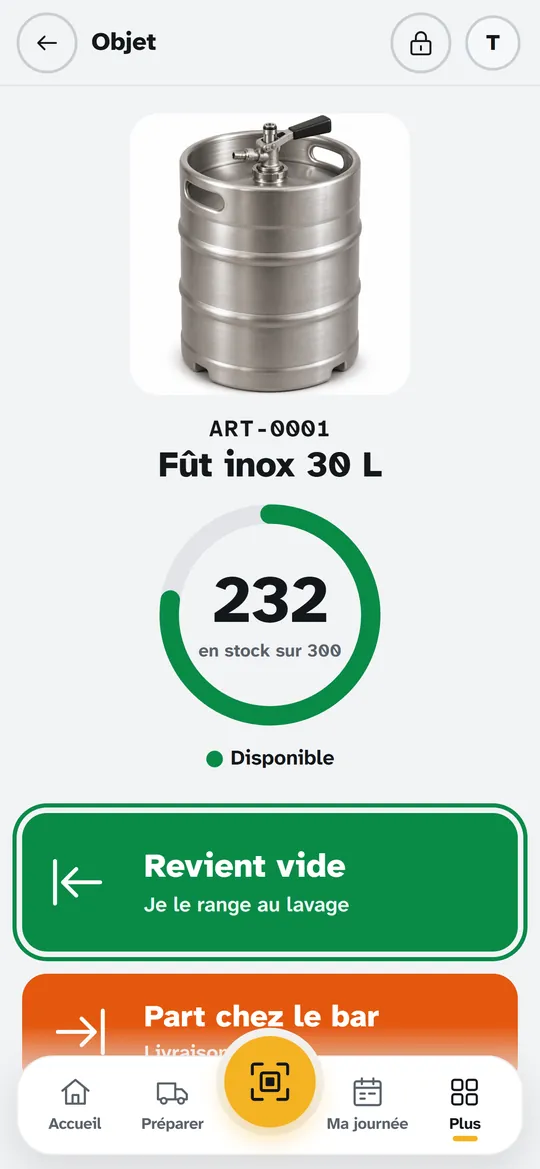 Objet
T
ART-0001
Fût inox 30 L
232
en stock sur 300
Disponible
Revient vide
Je le range au lavage
Part chez le bar
Accueil
Préparer
Ma journée
Plus